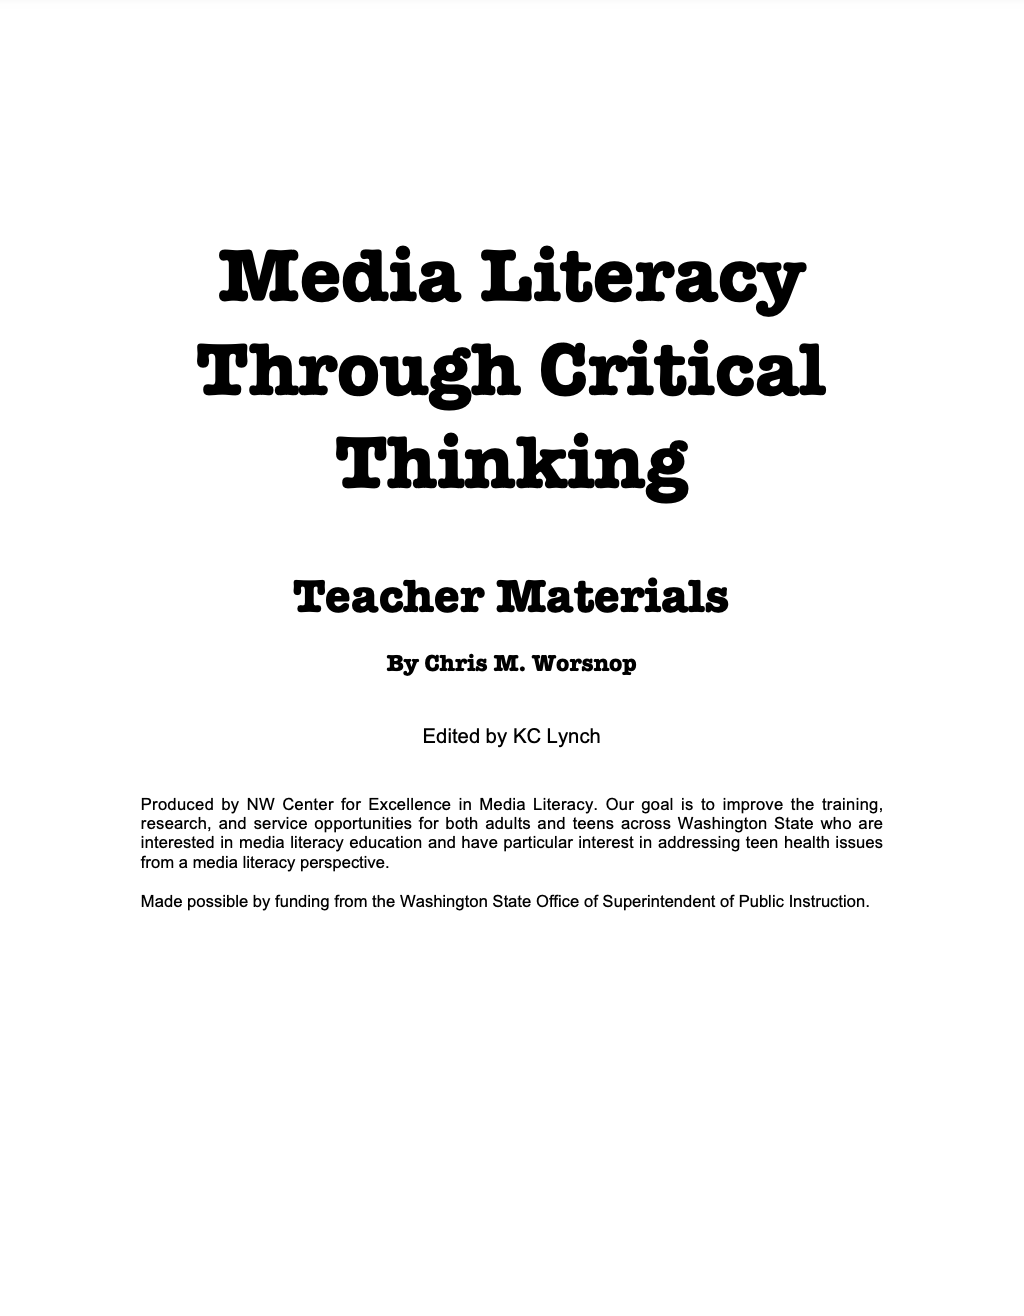 Media Literacy
Through Critical
Thinking
Teacher Materials
By Chris M. Worsnop
Edited by KC Lynch
Produced by NW Center for Excellence in Media Literacy. Our goal is to improve the training,
research, and service opportunities for both adults and teens across Washington State who are
interested in media literacy education and have particular interest in addressing teen health issues
from a media literacy perspective.
Made possible by funding from the Washington State Office of Superintendent of Public Instruction.